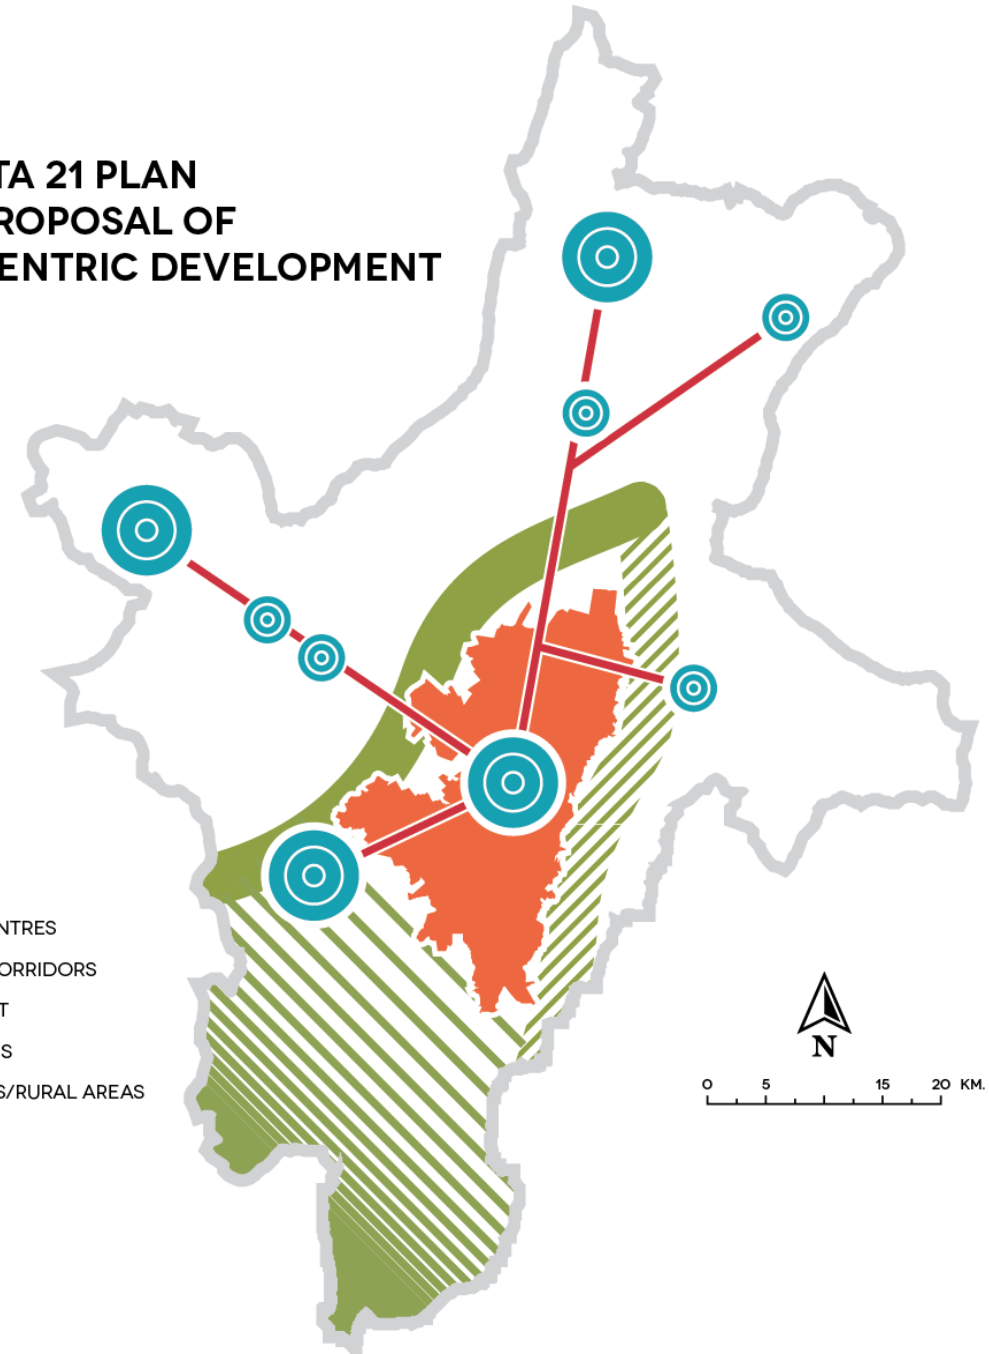 TA 21 PLAN
ROPOSAL OF
ENTRIC DEVELOPMENT
NTRES
ORRIDORS
T
S
S/RURAL AREAS
N
0 5 15 20 KM.